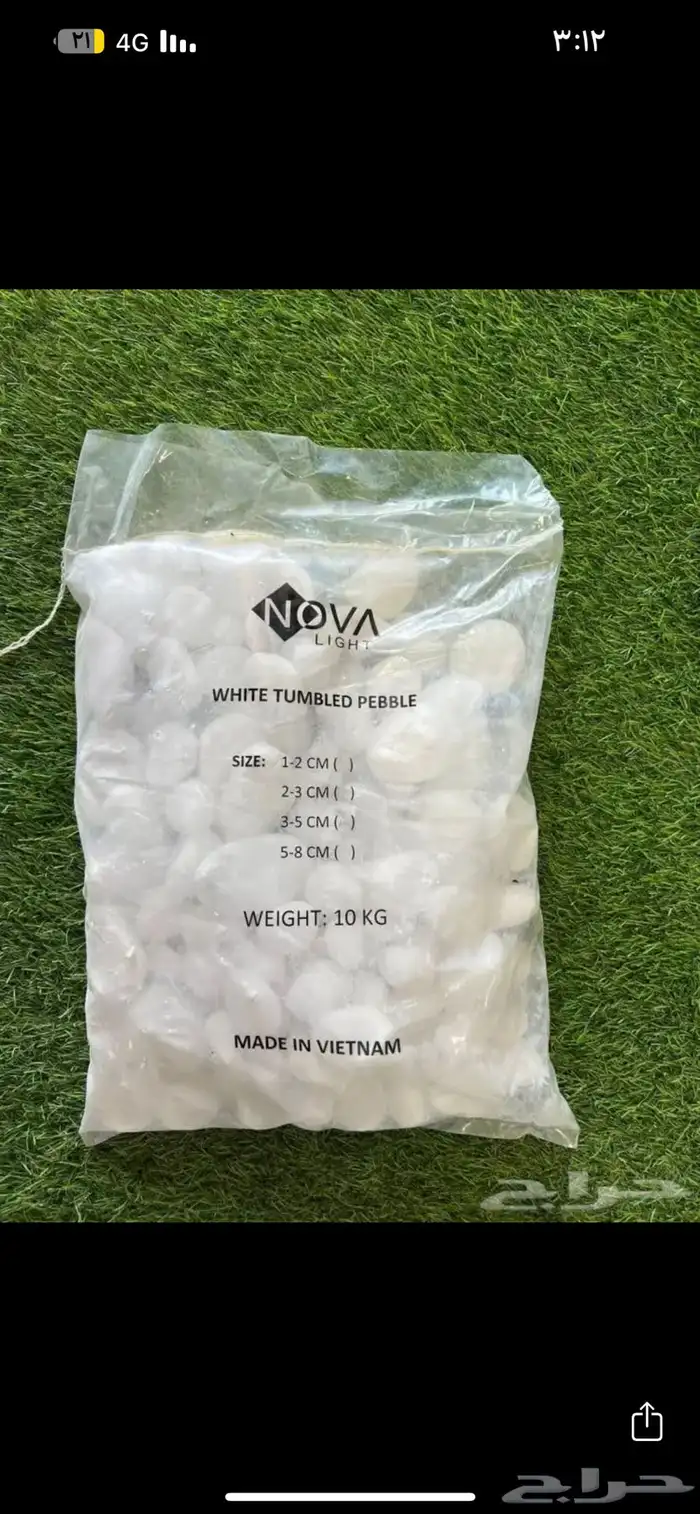 ٢١ 4G ٣:١٢
NOVA
LIGHT
WHITE TUMBLED PEBBLE
SIZE: 1-2 CM ( )
2-3 CM ( )
3-5 CM ( )
5-8 CM ( )
WEIGHT: 10 KG
MADE IN VIETNAM
حراج
حراج